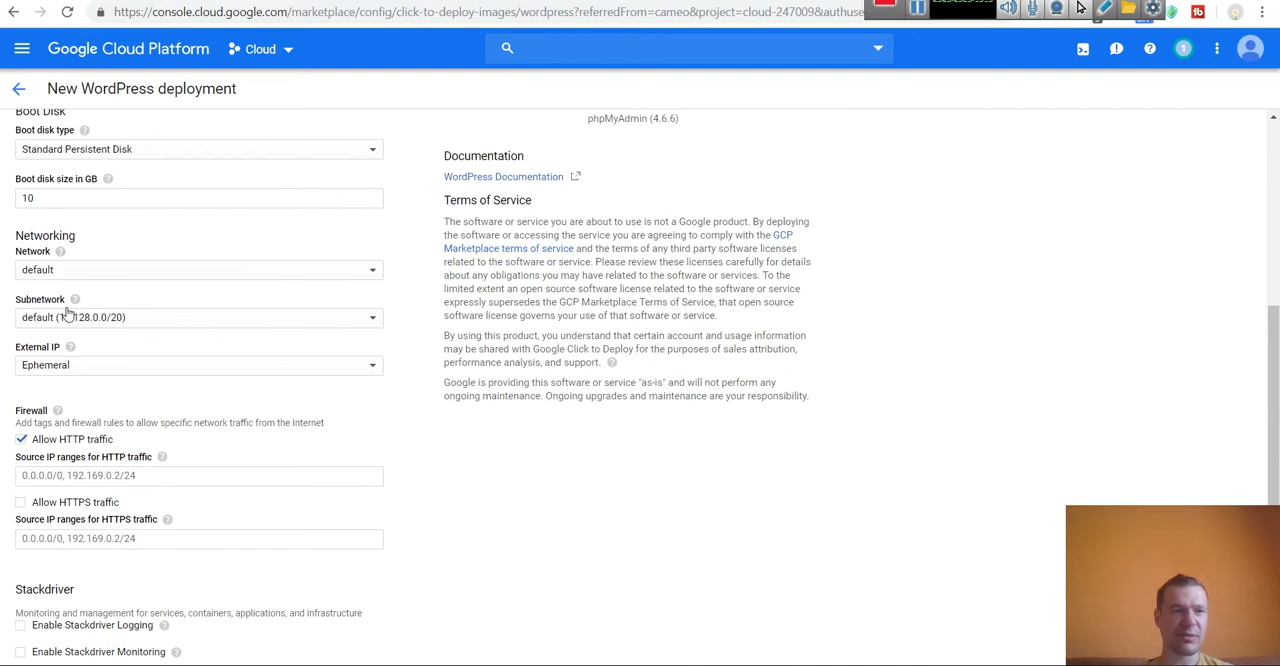 https://console.cloud.google.com/marketplace/config/click-to-deploy-images/wordpress?referredFrom=cameo&project=cloud-247009&authuse
Google Cloud Platform
Cloud
1
New WordPress deployment
Boot Disk
Boot disk type
Standard Persistent Disk
Boot disk size in GB
10
Networking
Network
default
Subnetwork
default (1 128.0.0/20)
External IP
Ephemeral
Firewall
Add tags and firewall rules to allow specific network traffic from the Internet
Allow HTTP traffic
Source IP ranges for HTTP traffic
0.0.0.0/0, 192.169.0.2/24
Allow HTTPS traffic
Source IP ranges for HTTPS traffic
0.0.0.0/0, 192.169.0.2/24
Stackdriver
Monitoring and management for services, containers, applications, and infrastructure
Enable Stackdriver Logging
Enable Stackdriver Monitoring
phpMyAdmin (4.6.6)
Documentation
WordPress Documentation
Terms of Service
The software or service you are about to use is not a Google product. By deploying
the software or accessing the service you are agreeing to comply with the GCP
Marketplace terms of service and the terms of any third party software licenses
related to the software or service. Please review these licenses carefully for details
about any obligations you may have related to the software or services. To the
limited extent an open source software license related to the software or service
expressly supersedes the GCP Marketplace Terms of Service, that open source
software license governs your use of that software or service.
By using this product, you understand that certain account and usage information
may be shared with Google Click to Deploy for the purposes of sales attribution,
performance analysis, and support.
Google is providing this software or service "as-is" and will not perform any
ongoing maintenance. Ongoing upgrades and maintenance are your responsibility.